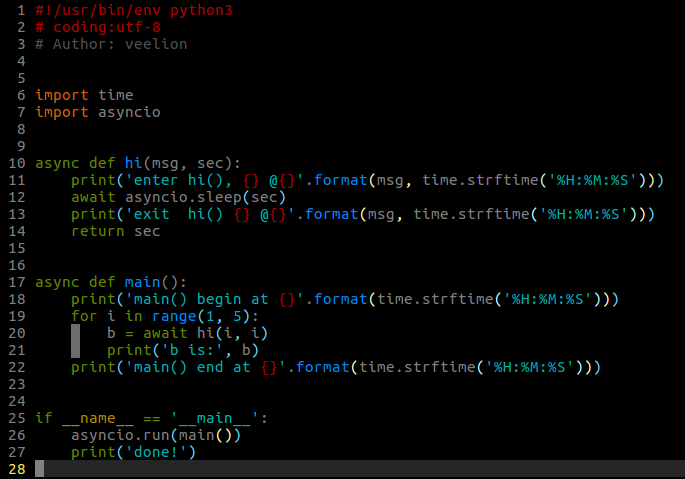 1 #!/usr/bin/env python3
2 # coding:utf-8
3 # Author: veelion
4
5
6 import time
7 import asyncio
8
9
10 async def hi(msg, sec):
11     print('enter hi(), {} @{}'.format(msg, time.strftime('%H:%M:%S')))
12     await asyncio.sleep(sec)
13     print('exit  hi() {} @{}'.format(msg, time.strftime('%H:%M:%S')))
14     return sec
15
16
17 async def main():
18     print('main() begin at {}'.format(time.strftime('%H:%M:%S')))
19     for i in range(1, 5):
20         b = await hi(i, i)
21         print('b is:', b)
22     print('main() end at {}'.format(time.strftime('%H:%M:%S')))
23
24
25 if __name__ == '__main__':
26     asyncio.run(main())
27     print('done!')
28